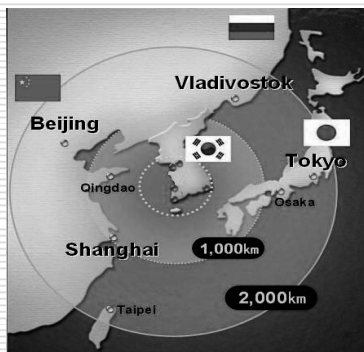 Vladivostok
Beijing
Tokyo
Qingdao
Osaka
Shanghai
1,000km
2,000km
Taipei